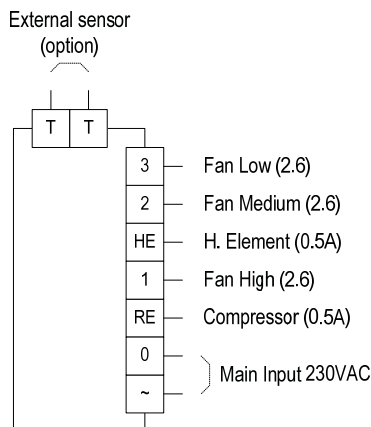 External sensor
(option)
T T
3 Fan Low (2.6)
2 Fan Medium (2.6)
HE H. Element (0.5A)
1 Fan High (2.6)
RE Compressor (0.5A)
0
Main Input 230VAC
~